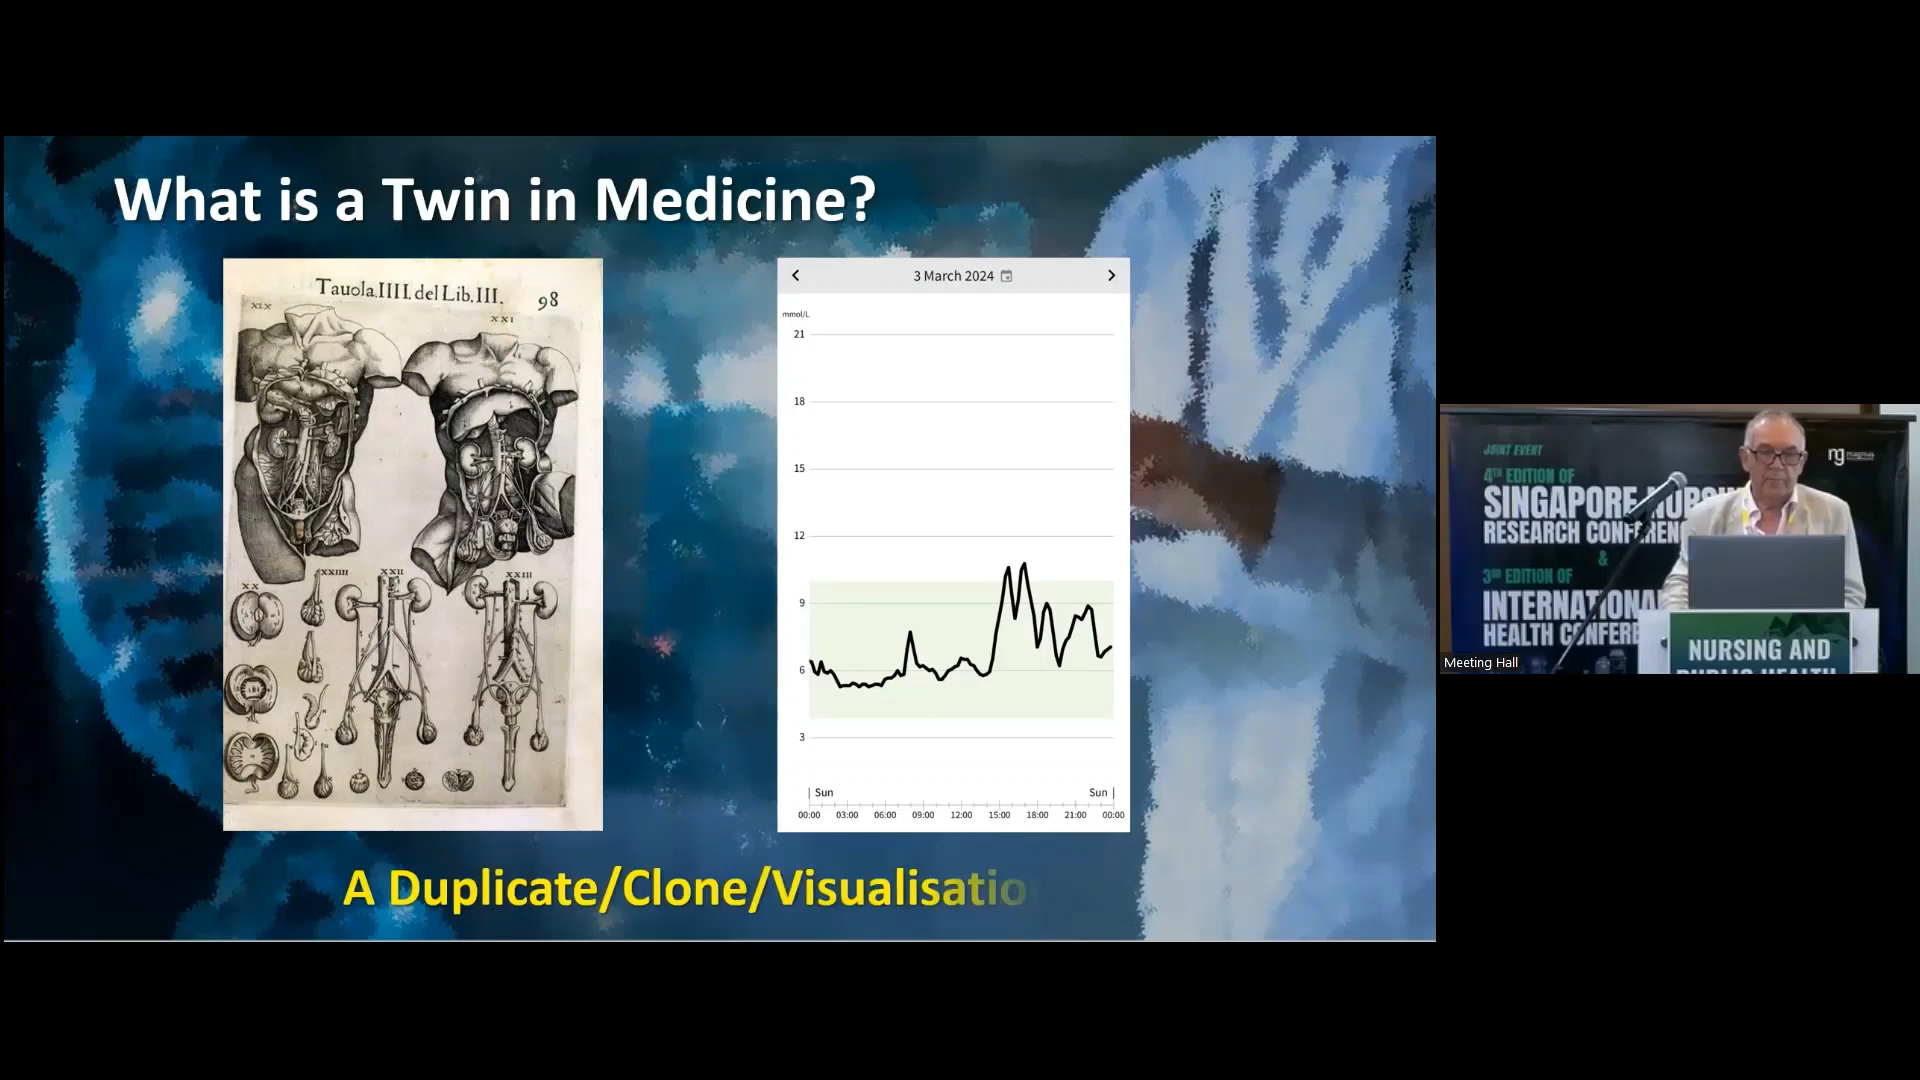 What is a Twin in Medicine?
Tauola.IIII. del Lib. III.
98
XIX
XXI
XX
XXIIII
XXII
XXIII
3 March 2024
mmol/L
21
18
15
12
9
6
3
Sun
Sun
00:00 03:00 06:00 09:00 12:00 15:00 18:00 21:00 00:00
A Duplicate/Clone/Visualisatio
JOINT EVENT
4TH EDITION OF
SINGAPORE
RESEARCH
&
3RD EDITION OF
HEALTH
magnus
Meeting Hall
NURSING AND
PUBLIC HEALTH